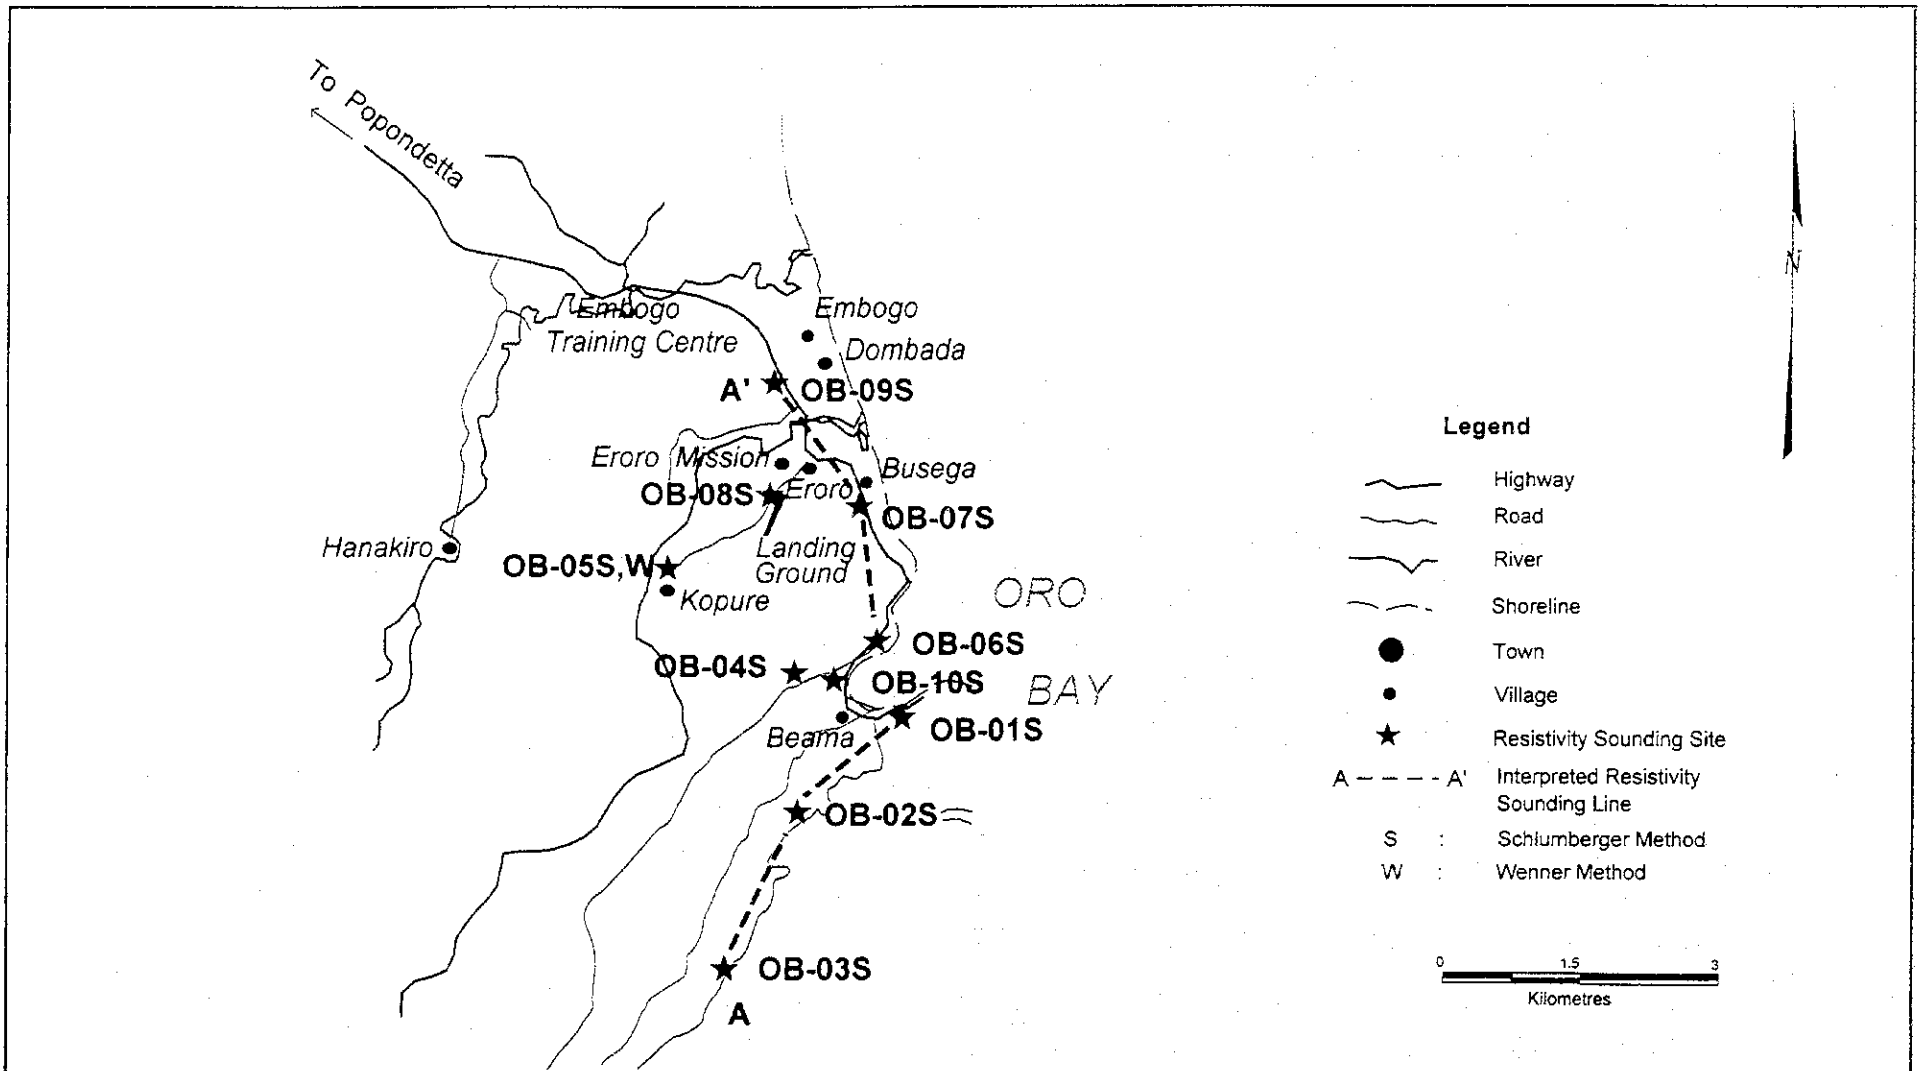 To Popondetta
N
Embogo
Training Centre
Embogo
Dombada
A'
OB-09S
Eroro Mission
Busega
OB-08S
Eroro
OB-07S
Hanakiro
Landing
Ground
OB-05S,W
Kopure
ORO
BAY
OB-06S
OB-04S
OB-10S
OB-01S
Beama
OB-02S
OB-03S
A
Legend
Highway
Road
River
Shoreline
Town
Village
Resistivity Sounding Site
A A' Interpreted Resistivity
Sounding Line
S : Schlumberger Method
W : Wenner Method
0 1.5 3
Kilometres